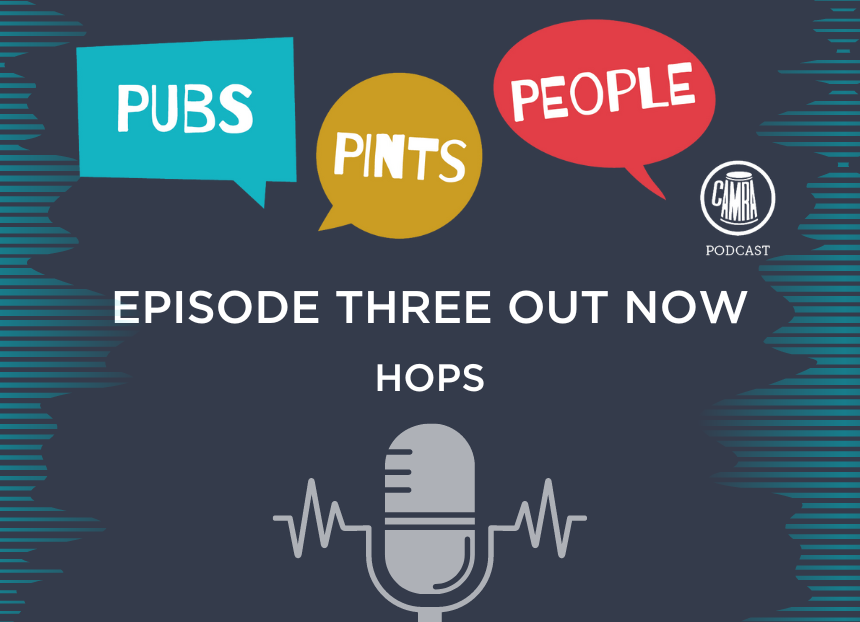 PUBS
PINTS
PEOPLE
CAMRA
PODCAST
EPISODE THREE OUT NOW
HOPS